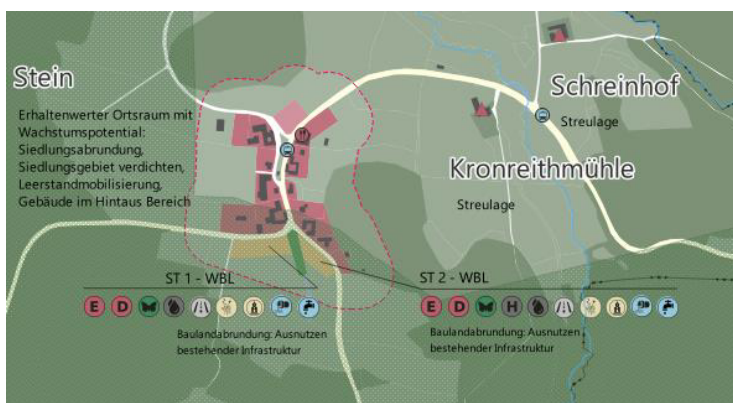 Stein
Erhaltenwerter Ortsraum mit
Wachstumspotential:
Siedlungsabrundung,
Siedlungsgebiet verdichten,
Leerstandmobilisierung,
Gebäude im Hintaus Bereich
Schreinhof
Streulage
Kronreithmühle
Streulage
ST 1 - WBL
E D
Baulandabrundung: Ausnutzen
bestehender Infrastruktur
ST 2 - WBL
E D H
Baulandabrundung: Ausnutzen
bestehender Infrastruktur